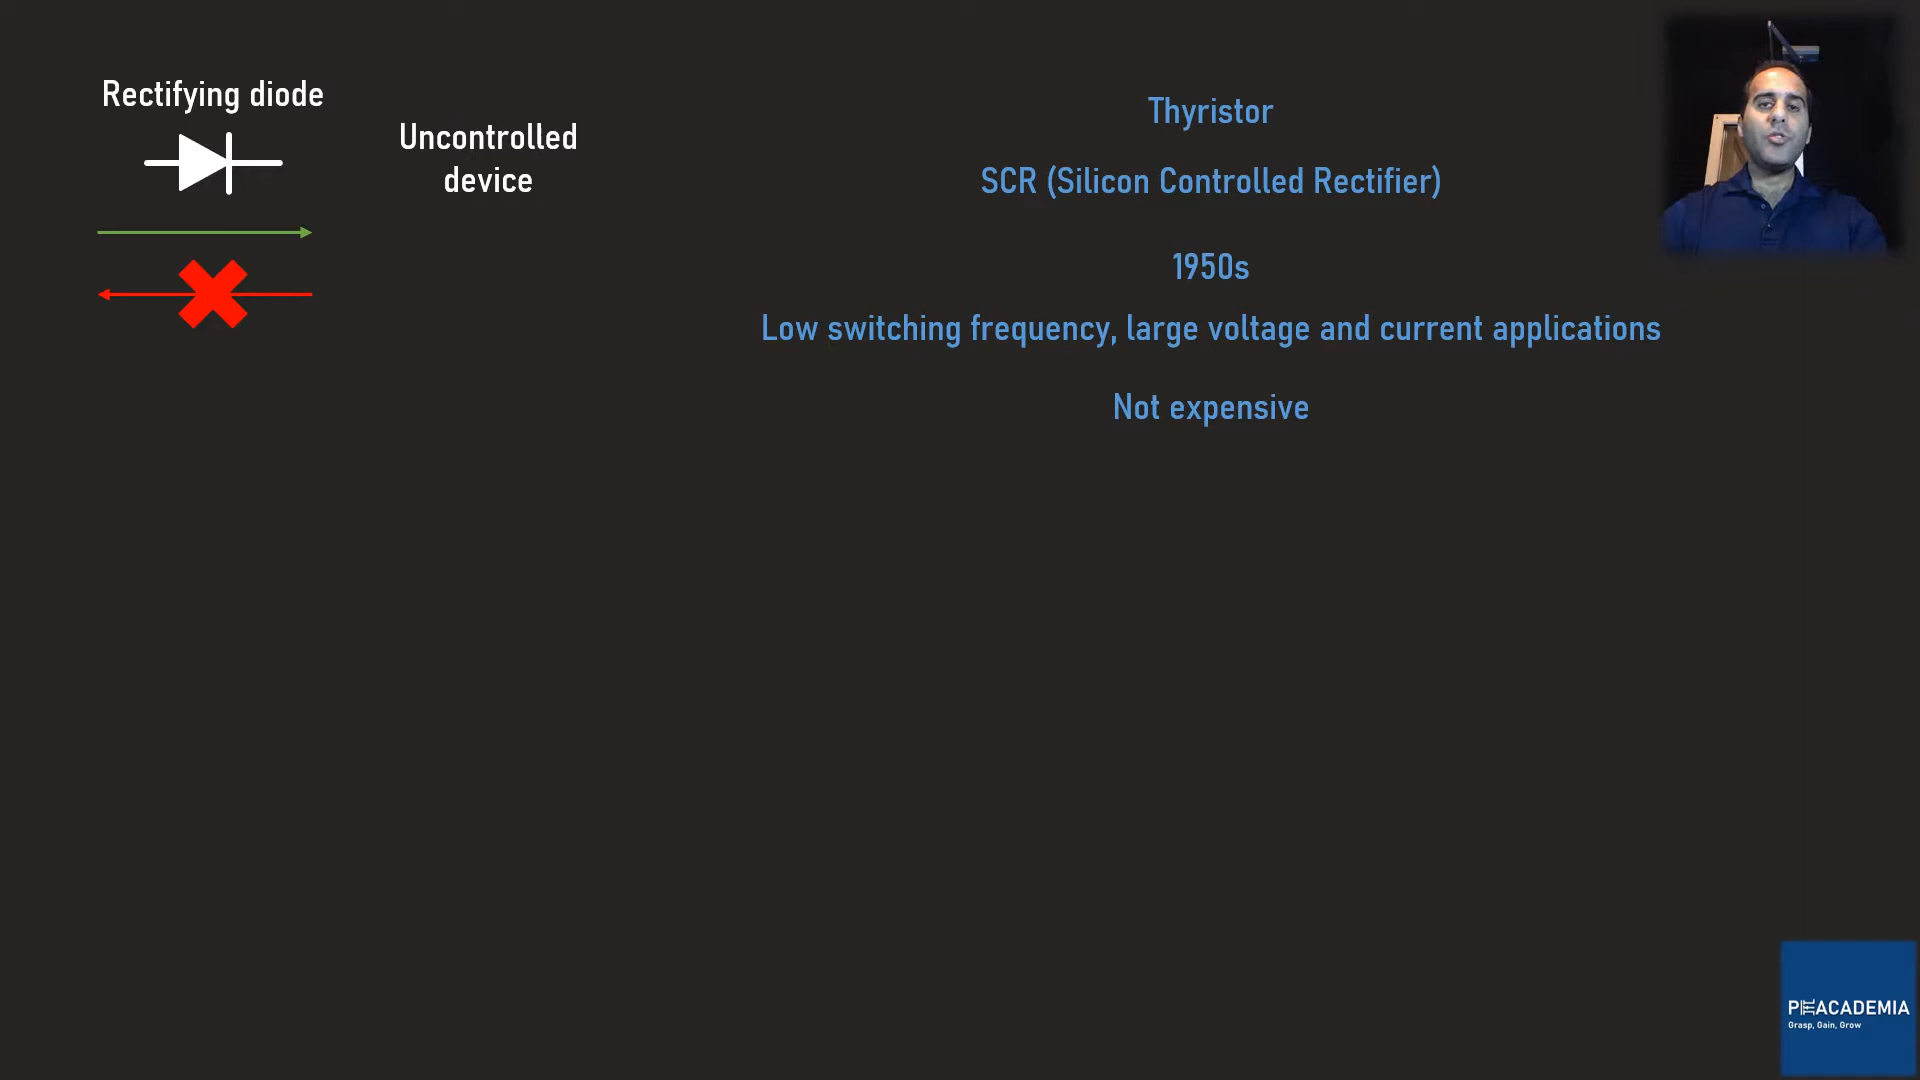 Rectifying diode
Uncontrolled
device
Thyristor
SCR (Silicon Controlled Rectifier)
1950s
Low switching frequency, large voltage and current applications
Not expensive
ACADEMIA
Grasp, Gain, Grow